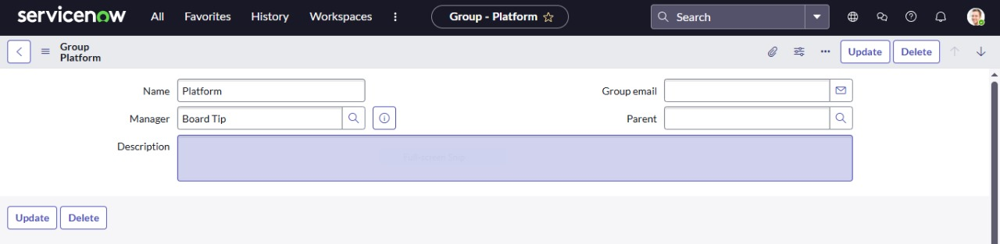 servicenow All Favorites History Workspaces Group - Platform Search
Group
Platform
Update Delete
Name Platform Group email
Manager Board Tip Parent
Description
Update Delete